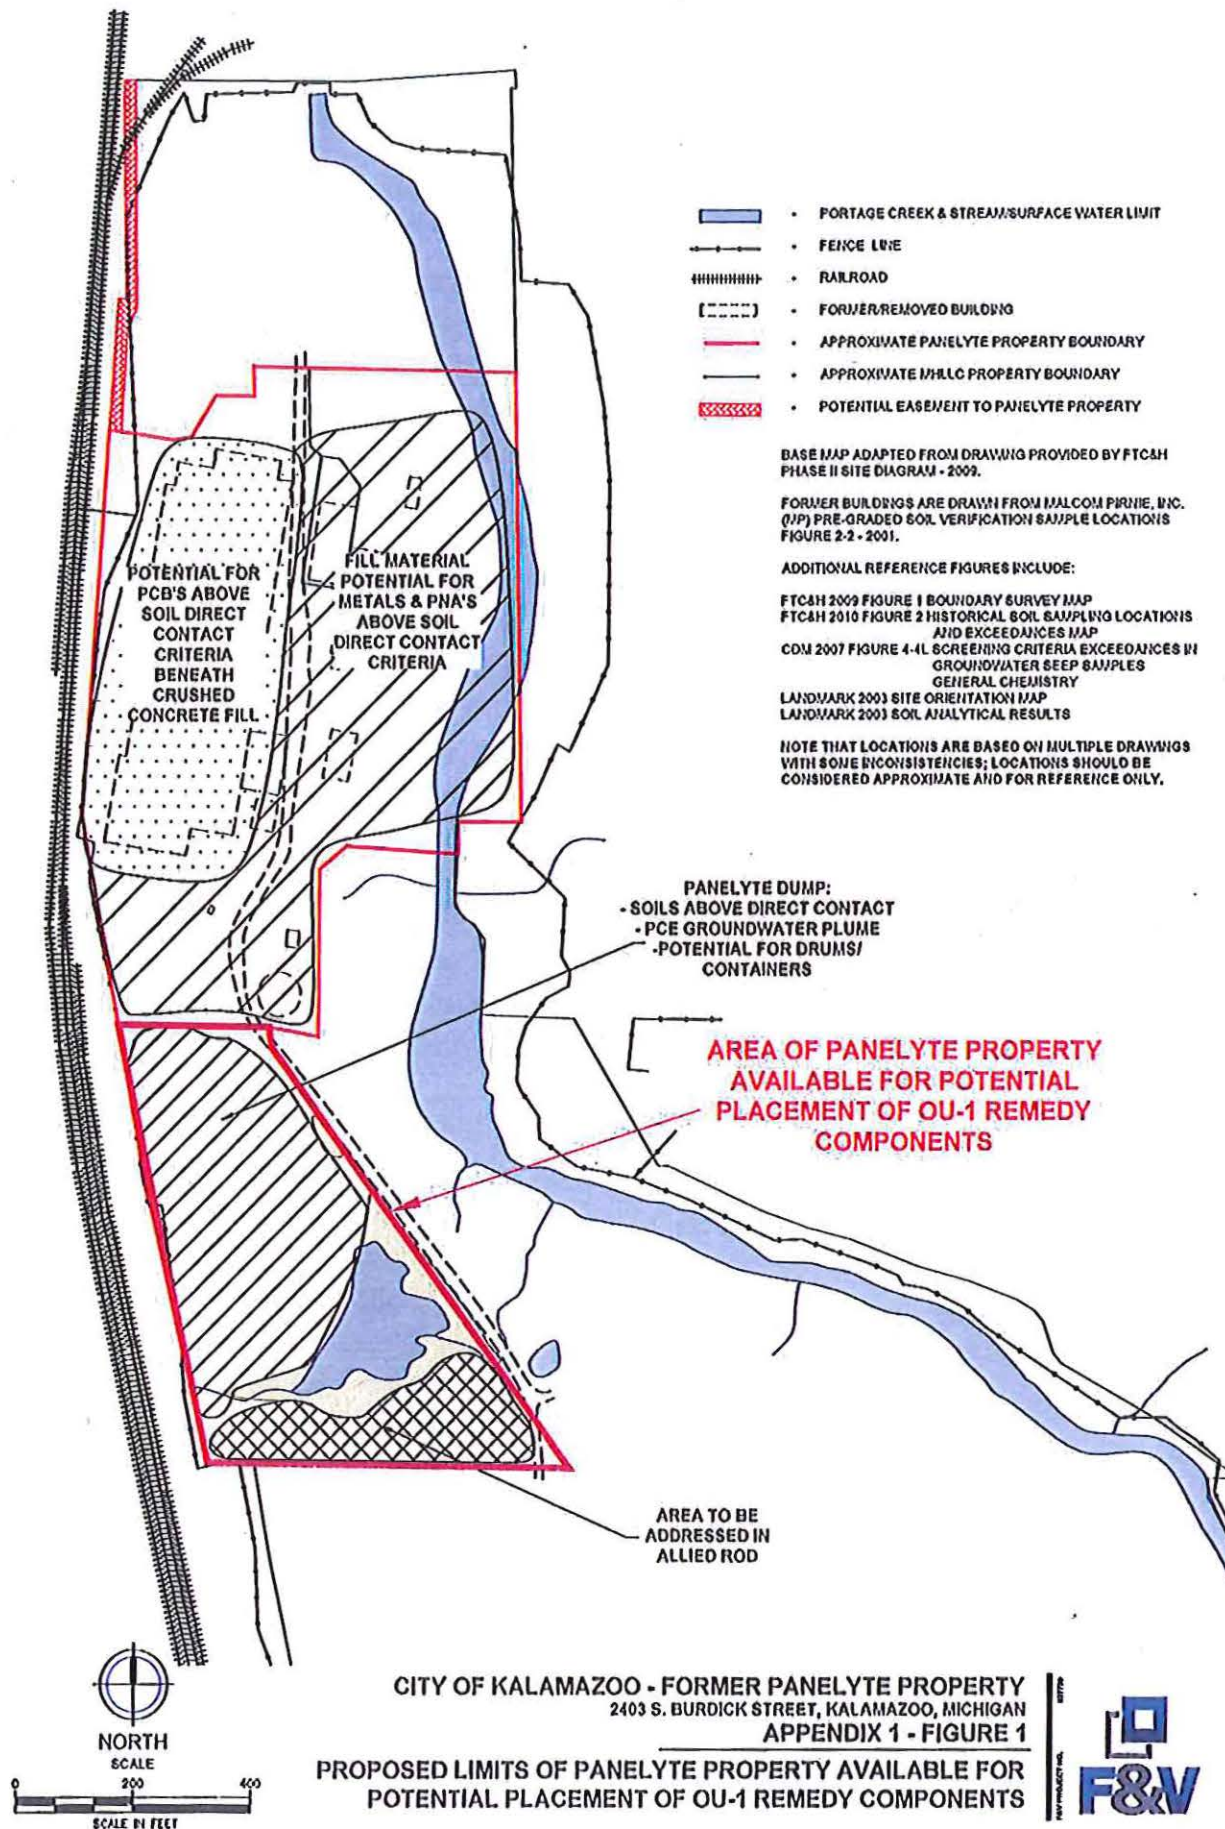 PORTAGE CREEK & STREAM/SURFACE WATER LIMIT
FENCE LINE
RAILROAD
FORMER/REMOVED BUILDING
APPROXIMATE PANELYTE PROPERTY BOUNDARY
APPROXIMATE MHLLC PROPERTY BOUNDARY
POTENTIAL EASEMENT TO PANELYTE PROPERTY
BASE MAP ADAPTED FROM DRAWING PROVIDED BY FTC&H
PHASE II SITE DIAGRAM - 2009.
FORMER BUILDINGS ARE DRAWN FROM MALCOM PIRNIE, INC.
(MP) PRE-GRADED SOIL VERIFICATION SAMPLE LOCATIONS
FIGURE 2-2 - 2001.
ADDITIONAL REFERENCE FIGURES INCLUDE:
FTC&H 2009 FIGURE 1 BOUNDARY SURVEY MAP
FTC&H 2010 FIGURE 2 HISTORICAL SOIL SAMPLING LOCATIONS
AND EXCEEDANCES MAP
CDM 2007 FIGURE 4-4L SCREENING CRITERIA EXCEEDANCES IN
GROUNDWATER SEEP SAMPLES
GENERAL CHEMISTRY
LANDMARK 2003 SITE ORIENTATION MAP
LANDMARK 2003 SOIL ANALYTICAL RESULTS
NOTE THAT LOCATIONS ARE BASED ON MULTIPLE DRAWINGS
WITH SOME INCONSISTENCIES; LOCATIONS SHOULD BE
CONSIDERED APPROXIMATE AND FOR REFERENCE ONLY.
POTENTIAL FOR
PCB'S ABOVE
SOIL DIRECT
CONTACT
CRITERIA
BENEATH
CRUSHED
CONCRETE FILL
FILL MATERIAL
POTENTIAL FOR
METALS & PNA'S
ABOVE SOIL
DIRECT CONTACT
CRITERIA
PANELYTE DUMP:
- SOILS ABOVE DIRECT CONTACT
- PCE GROUNDWATER PLUME
- POTENTIAL FOR DRUMS/
CONTAINERS
AREA OF PANELYTE PROPERTY
AVAILABLE FOR POTENTIAL
PLACEMENT OF OU-1 REMEDY
COMPONENTS
AREA TO BE
ADDRESSED IN
ALLIED ROD
NORTH
SCALE
0 200 400
SCALE IN FEET
CITY OF KALAMAZOO - FORMER PANELYTE PROPERTY
2403 S. BURDICK STREET, KALAMAZOO, MICHIGAN
APPENDIX 1 - FIGURE 1
PROPOSED LIMITS OF PANELYTE PROPERTY AVAILABLE FOR
POTENTIAL PLACEMENT OF OU-1 REMEDY COMPONENTS
F&V PROJECT NO.
F&V